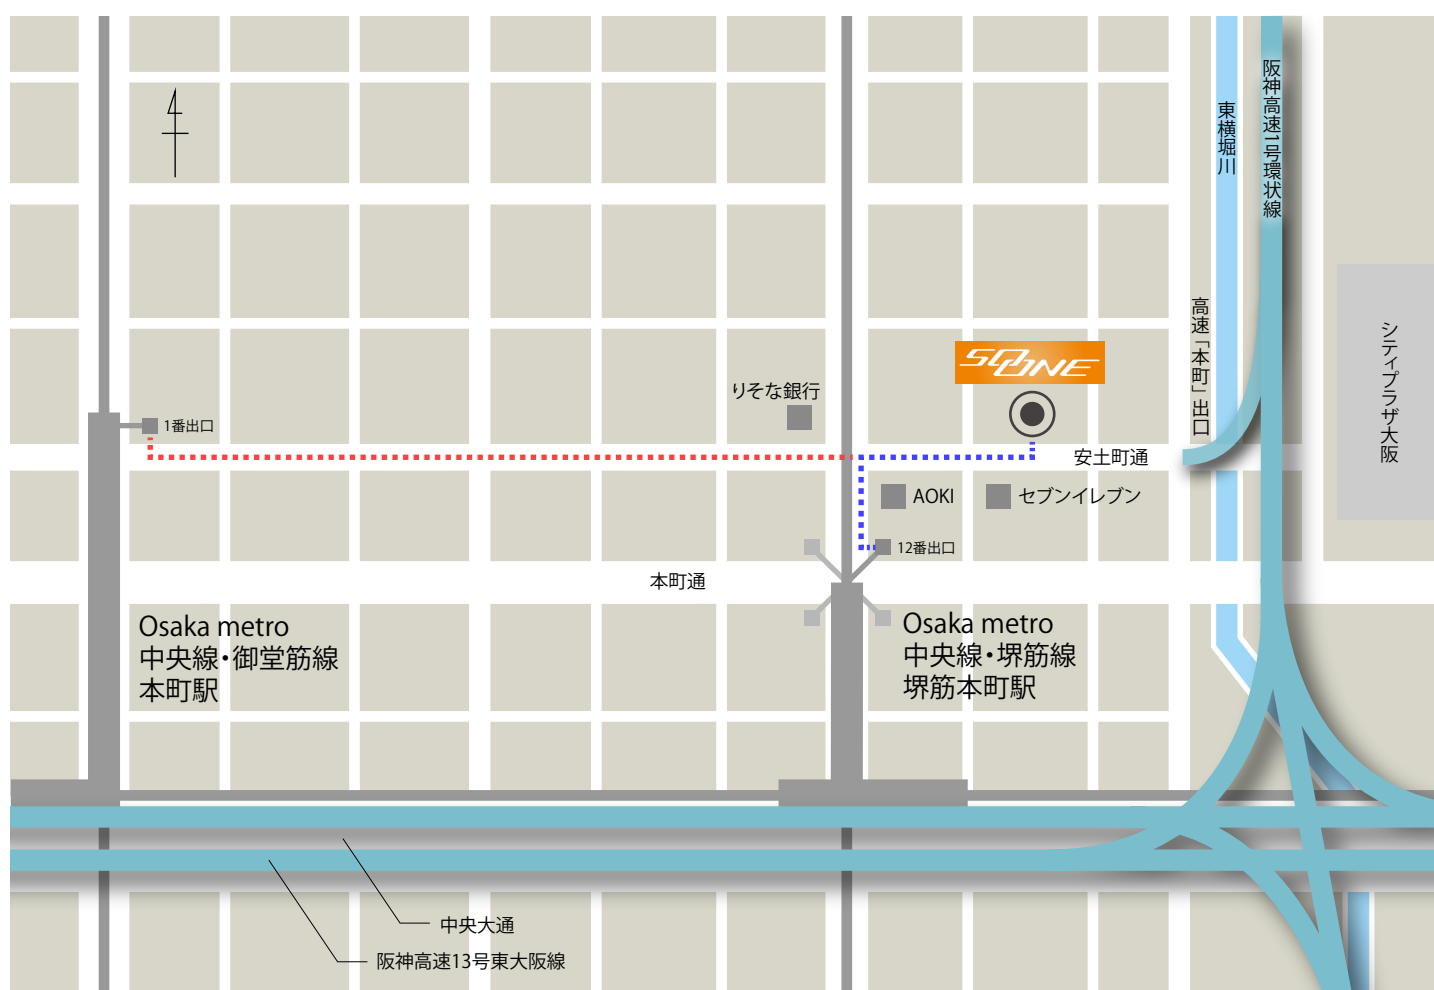 阪神高速1号環状線
東横堀川
高速「本町」出口
シティプラザ大阪
SOONE
りそな銀行
1番出口
安土町通
AOKI
セブンイレブン
12番出口
本町通
Osaka metro
中央線・御堂筋線
本町駅
Osaka metro
中央線・堺筋線
堺筋本町駅
中央大通
阪神高速13号東大阪線